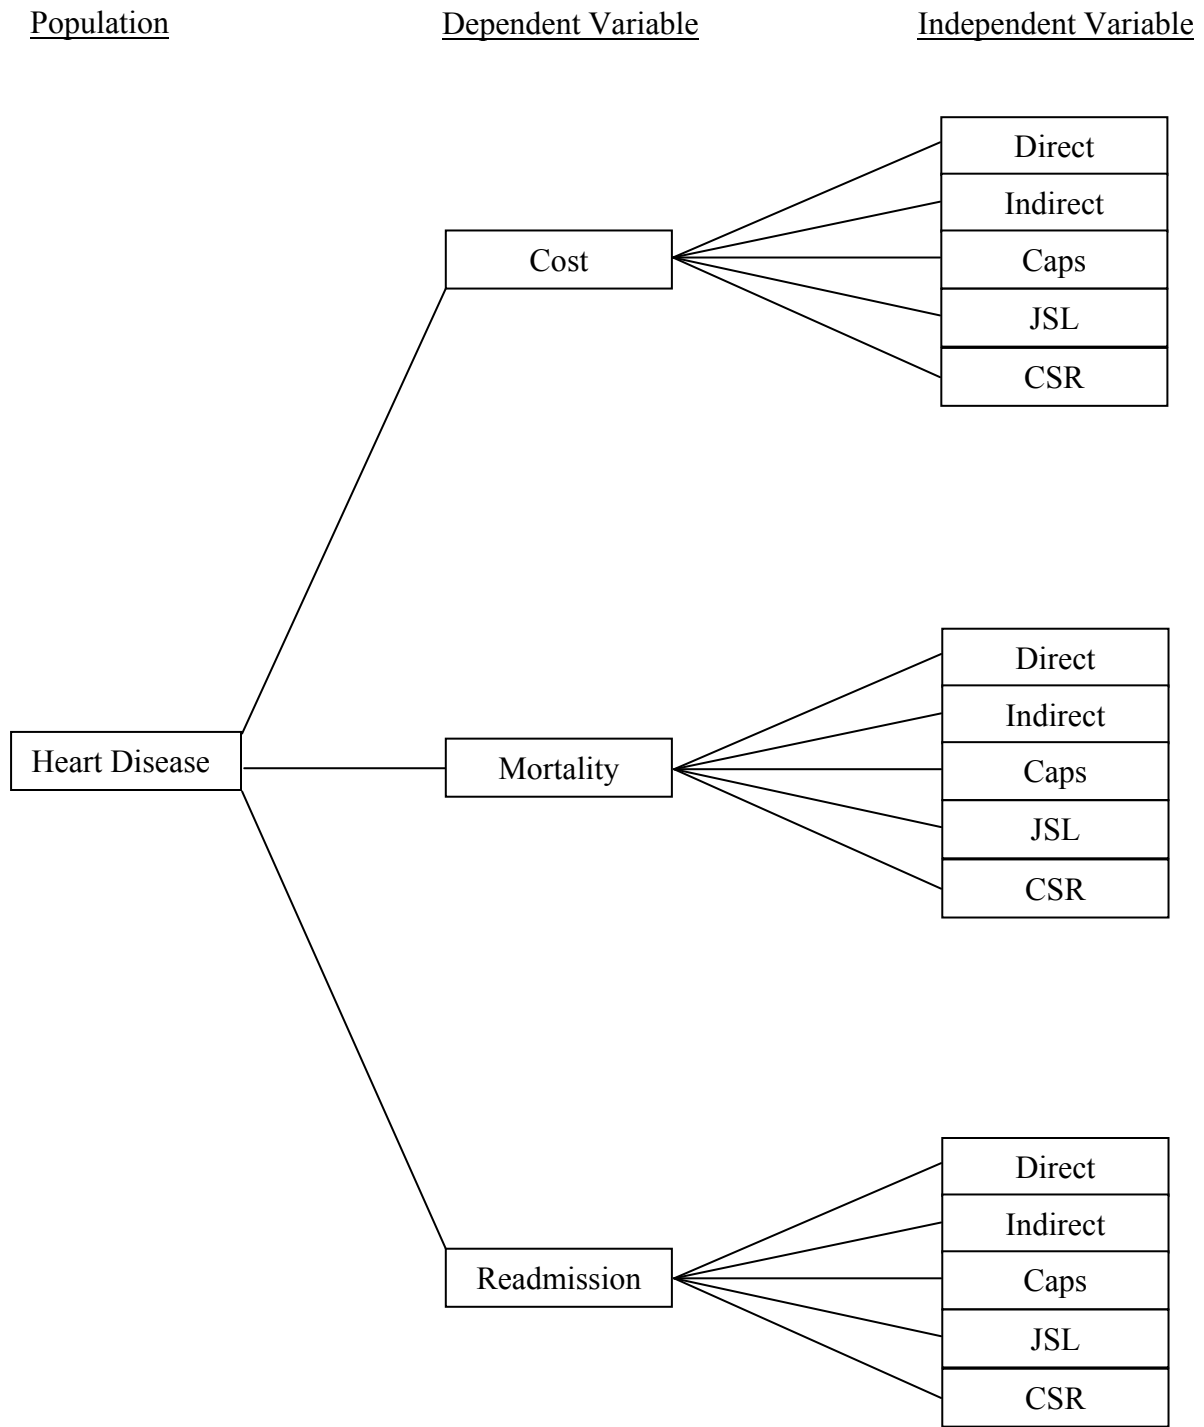 Population
Dependent Variable
Independent Variable
Direct
Indirect
Cost
Caps
JSL
CSR
Direct
Indirect
Heart Disease
Mortality
Caps
JSL
CSR
Direct
Indirect
Readmission
Caps
JSL
CSR